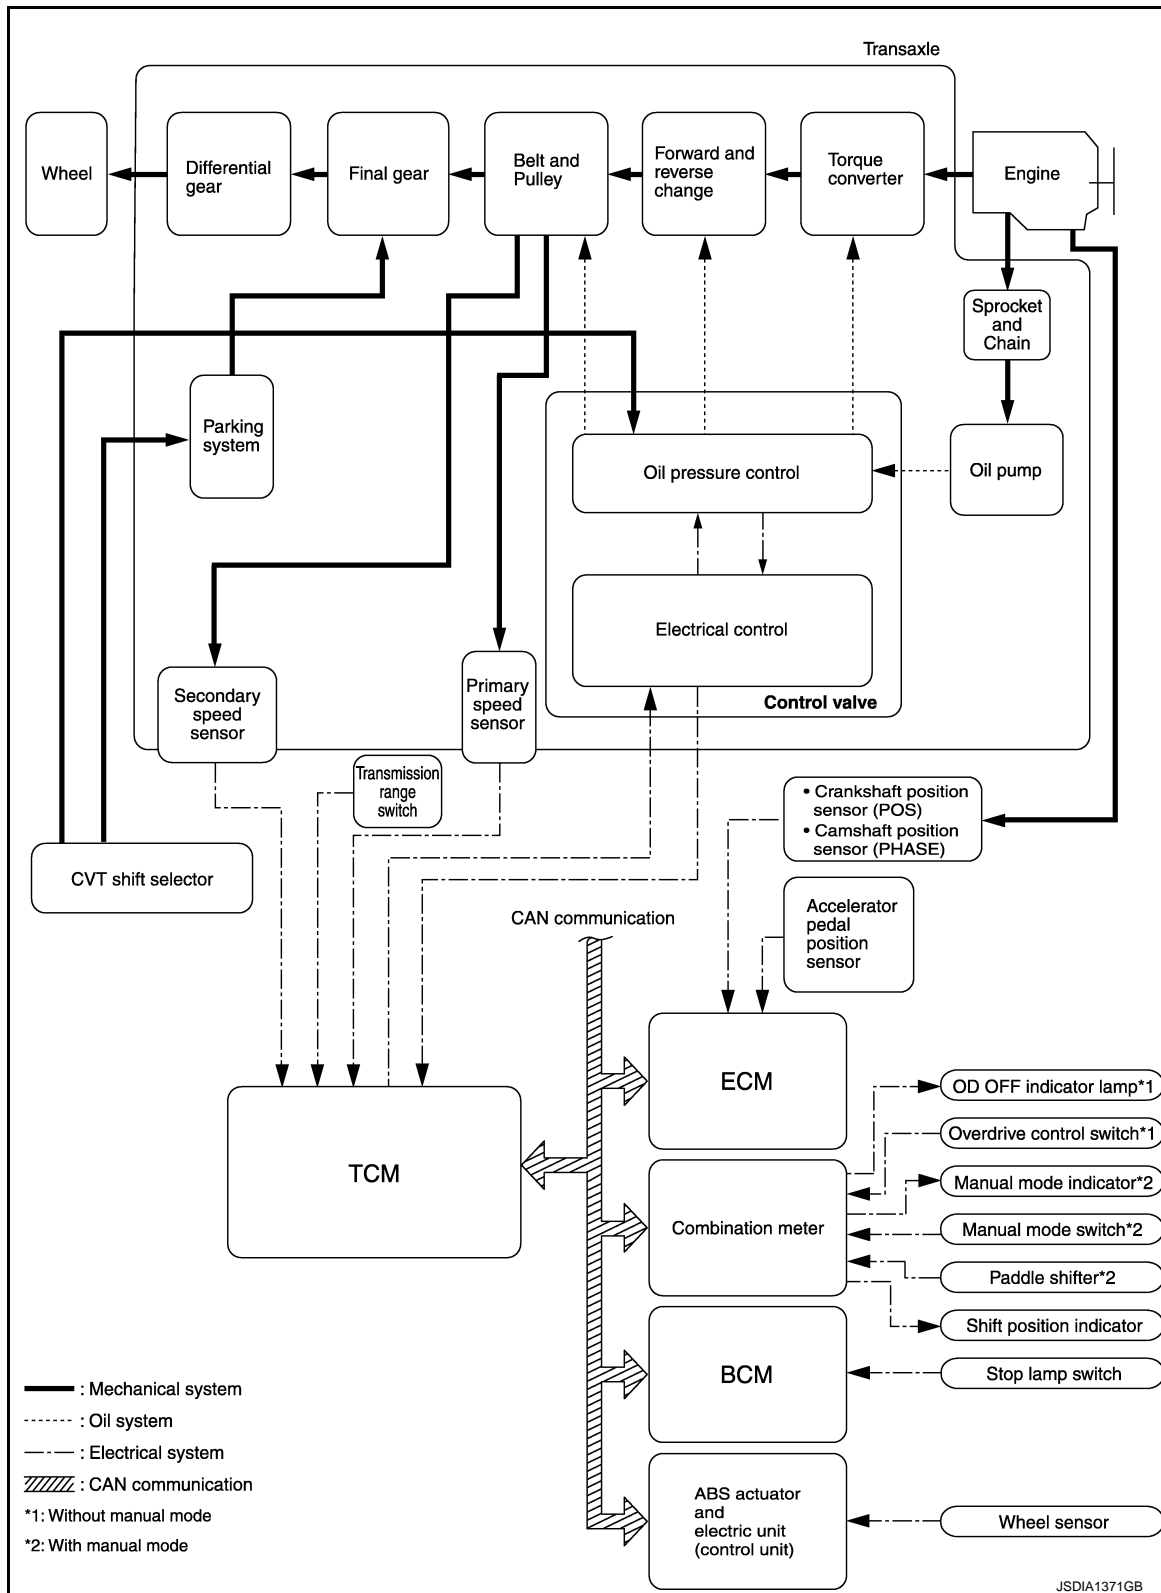 Transaxle
Wheel
Differential
gear
Final gear
Belt and
Pulley
Forward and
reverse
change
Torque
converter
Engine
Sprocket
and
Chain
Parking
system
Oil pressure control
Oil pump
Electrical control
Control valve
Secondary
speed
sensor
Primary
speed
sensor
Transmission
range
switch
• Crankshaft position
sensor (POS)
• Camshaft position
sensor (PHASE)
CVT shift selector
CAN communication
Accelerator
pedal
position
sensor
ECM
TCM
Combination meter
BCM
ABS actuator
and
electric unit
(control unit)
OD OFF indicator lamp*1
Overdrive control switch*1
Manual mode indicator*2
Manual mode switch*2
Paddle shifter*2
Shift position indicator
Stop lamp switch
Wheel sensor
: Mechanical system
: Oil system
: Electrical system
: CAN communication
*1: Without manual mode
*2: With manual mode
JSDIA1371GB